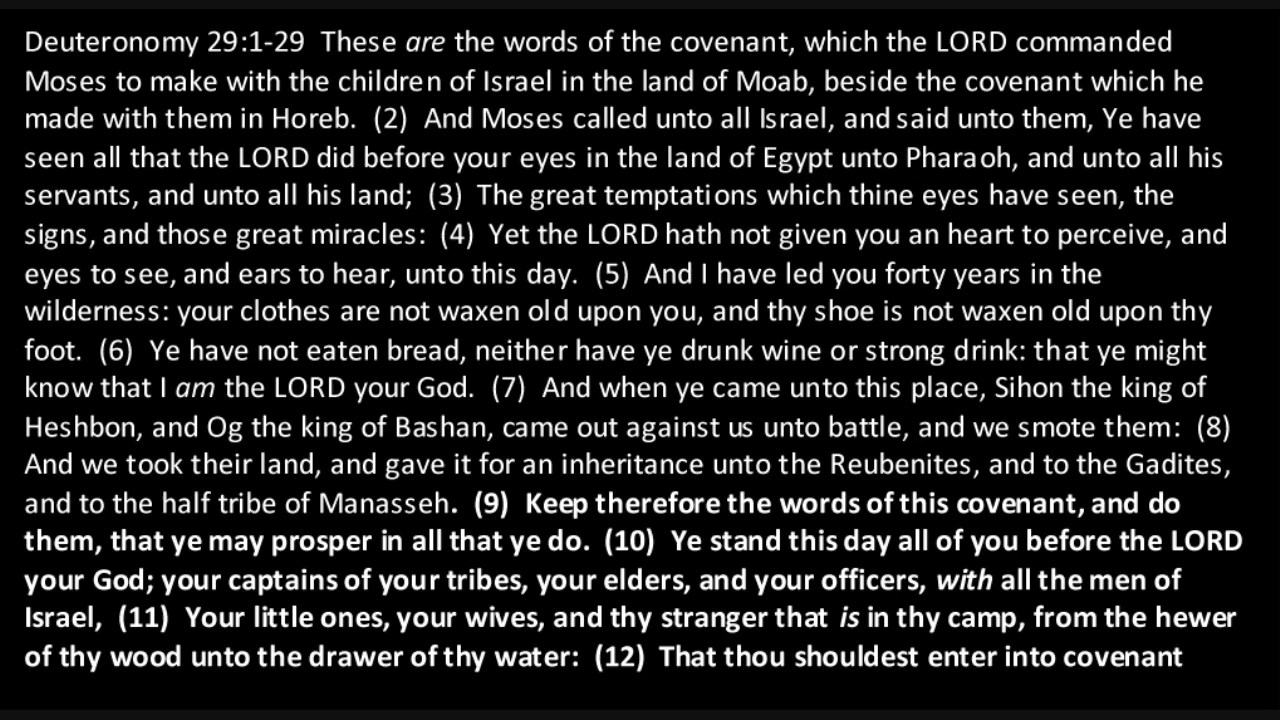 Deuteronomy 29:1-29  These are the words of the covenant, which the LORD commanded
Moses to make with the children of Israel in the land of Moab, beside the covenant which he
made with them in Horeb.  (2)  And Moses called unto all Israel, and said unto them, Ye have
seen all that the LORD did before your eyes in the land of Egypt unto Pharaoh, and unto all his
servants, and unto all his land;  (3)  The great temptations which thine eyes have seen, the
signs, and those great miracles:  (4)  Yet the LORD hath not given you an heart to perceive, and
eyes to see, and ears to hear, unto this day.  (5)  And I have led you forty years in the
wilderness: your clothes are not waxen old upon you, and thy shoe is not waxen old upon thy
foot.  (6)  Ye have not eaten bread, neither have ye drunk wine or strong drink: that ye might
know that I am the LORD your God.  (7)  And when ye came unto this place, Sihon the king of
Heshbon, and Og the king of Bashan, came out against us unto battle, and we smote them:  (8)
And we took their land, and gave it for an inheritance unto the Reubenites, and to the Gadites,
and to the half tribe of Manasseh.  (9)  Keep therefore the words of this covenant, and do
them, that ye may prosper in all that ye do.  (10)  Ye stand this day all of you before the LORD
your God; your captains of your tribes, your elders, and your officers, with all the men of
Israel,  (11)  Your little ones, your wives, and thy stranger that is in thy camp, from the hewer
of thy wood unto the drawer of thy water:  (12)  That thou shouldest enter into covenant